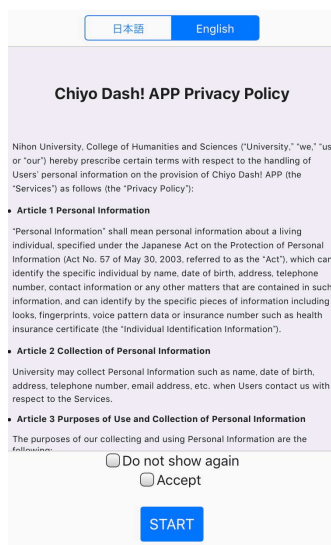 日本語 English
Chiyo Dash! APP Privacy Policy
Nihon University, College of Humanities and Sciences ("University," "we," "us
or "our") hereby prescribe certain terms with respect to the handling of
Users' personal information on the provision of Chiyo Dash! APP (the
"Services") as follows (the "Privacy Policy"):
• Article 1 Personal Information
"Personal Information" shall mean personal information about a living
individual, specified under the Japanese Act on the Protection of Personal
Information (Act No. 57 of May 30, 2003, referred to as the "Act"), which can
identify the specific individual by name, date of birth, address, telephone
number, contact information or any other matters that are contained in such
information, and can identify by the specific pieces of information including
looks, fingerprints, voice pattern data or insurance number such as health
insurance certificate (the "Individual Identification Information").
• Article 2 Collection of Personal Information
University may collect Personal Information such as name, date of birth,
address, telephone number, email address, etc. when Users contact us with
respect to the Services.
• Article 3 Purposes of Use and Collection of Personal Information
The purposes of our collecting and using Personal Information are the
following:
Do not show again
Accept
START